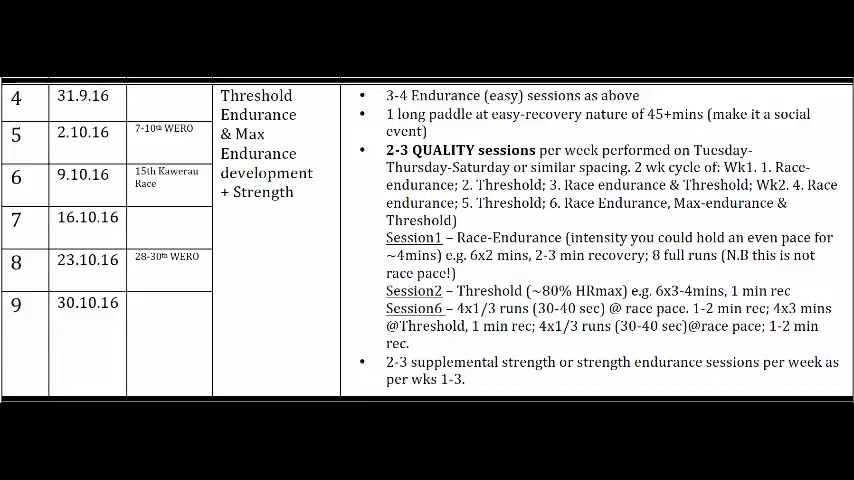 4
31.9.16
5
2.10.16
7-10th WERO
6
9.10.16
15th Kawerau
Race
7
16.10.16
8
23.10.16
28-30th WERO
9
30.10.16
Threshold
Endurance
& Max
Endurance
development
+ Strength
• 3-4 Endurance (easy) sessions as above
• 1 long paddle at easy-recovery nature of 45+mins (make it a social
event)
• 2-3 QUALITY sessions per week performed on Tuesday-
Thursday-Saturday or similar spacing. 2 wk cycle of: Wk1. 1. Race-
endurance; 2. Threshold; 3. Race endurance & Threshold; Wk2. 4. Race
endurance; 5. Threshold; 6. Race Endurance, Max-endurance &
Threshold)
Session1 – Race-Endurance (intensity you could hold an even pace for
~4mins) e.g. 6x2 mins, 2-3 min recovery; 8 full runs (N.B this is not
race pace!)
Session2 – Threshold (~80% HRmax) e.g. 6x3-4mins, 1 min rec
Session6 – 4x1/3 runs (30-40 sec) @ race pace. 1-2 min rec; 4x3 mins
@Threshold, 1 min rec; 4x1/3 runs (30-40 sec)@race pace; 1-2 min
rec.
• 2-3 supplemental strength or strength endurance sessions per week as
per wks 1-3.